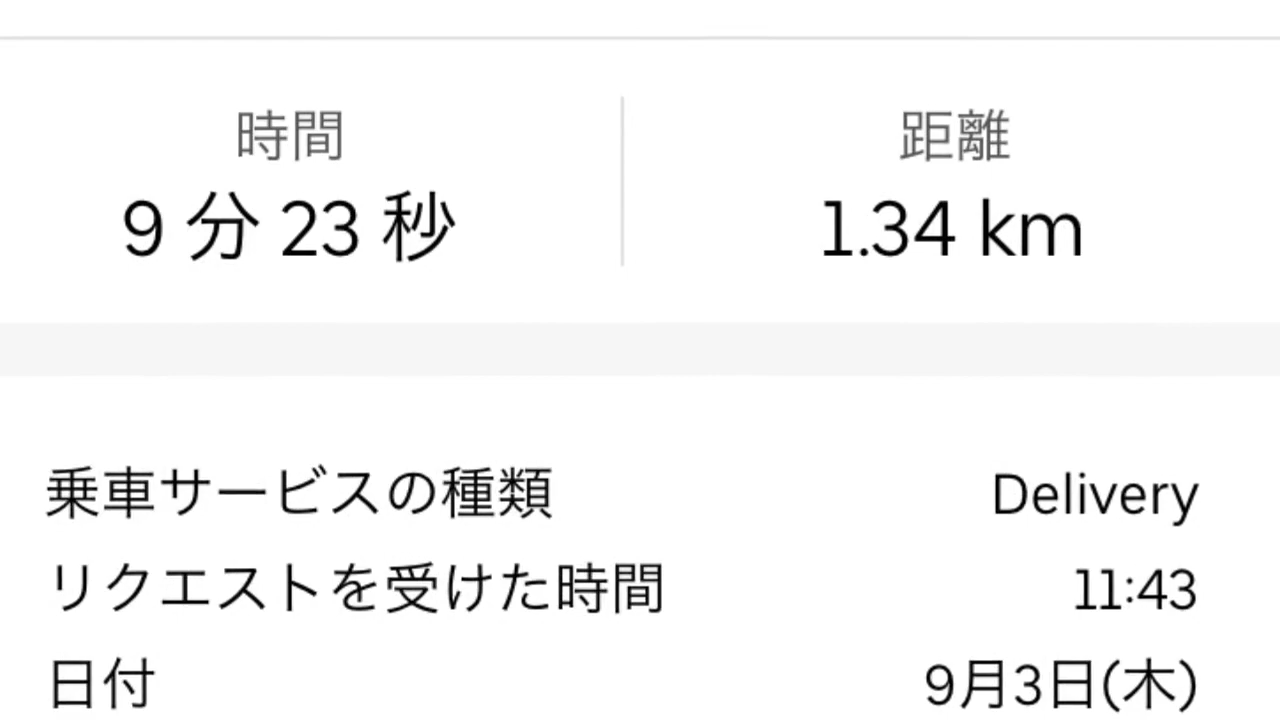 時間
9 分 23 秒
距離
1.34 km
乗車サービスの種類 Delivery
リクエストを受けた時間 11:43
日付 9月3日(木)